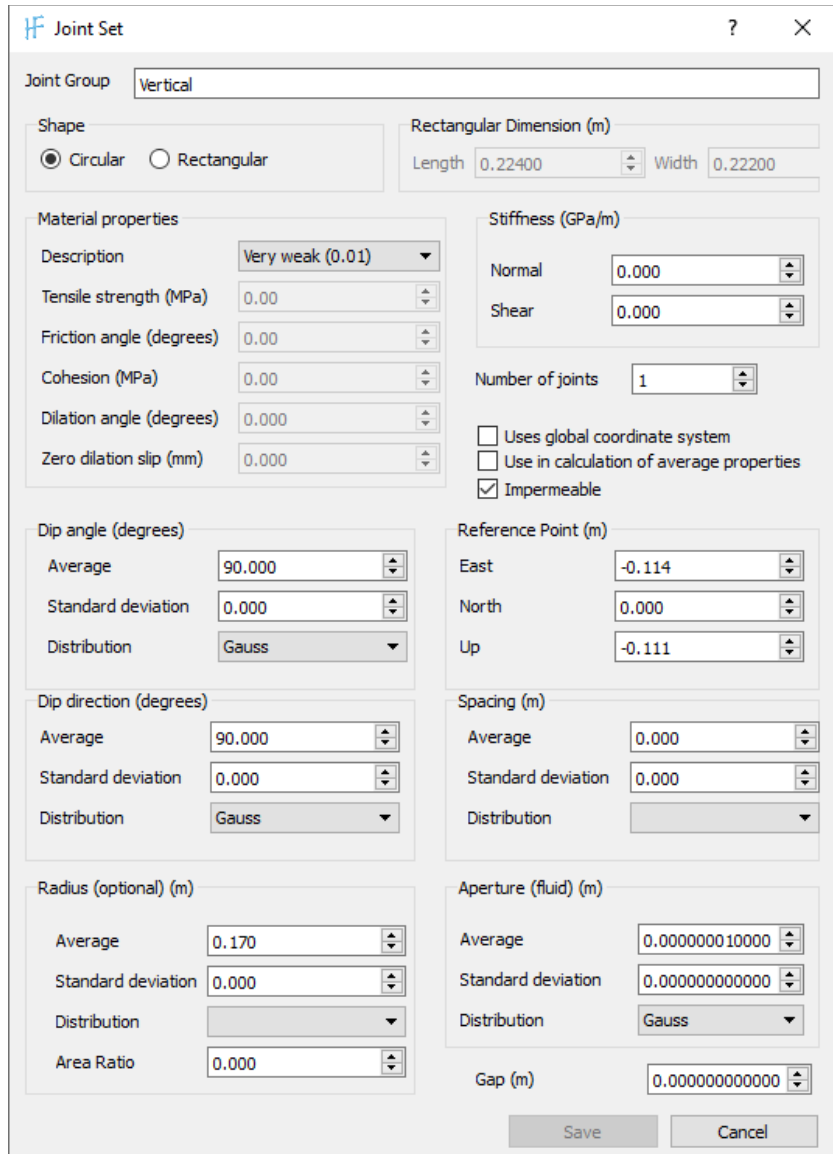 HF Joint Set ?
Joint Group Vertical
Shape
Circular Rectangular
Rectangular Dimension (m)
Length 0.22400 Width 0.22200
Material properties
Description Very weak (0.01)
Tensile strength (MPa) 0.00
Friction angle (degrees) 0.00
Cohesion (MPa) 0.00
Dilation angle (degrees) 0.000
Zero dilation slip (mm) 0.000
Stiffness (GPa/m)
Normal 0.000
Shear 0.000
Number of joints 1
Uses global coordinate system
Use in calculation of average properties
Impermeable
Dip angle (degrees)
Average 90.000
Standard deviation 0.000
Distribution Gauss
Reference Point (m)
East -0.114
North 0.000
Up -0.111
Dip direction (degrees)
Average 90.000
Standard deviation 0.000
Distribution Gauss
Spacing (m)
Average 0.000
Standard deviation 0.000
Distribution
Radius (optional) (m)
Average 0.170
Standard deviation 0.000
Distribution
Area Ratio 0.000
Aperture (fluid) (m)
Average 0.000000010000
Standard deviation 0.000000000000
Distribution Gauss
Gap (m) 0.000000000000
Save Cancel